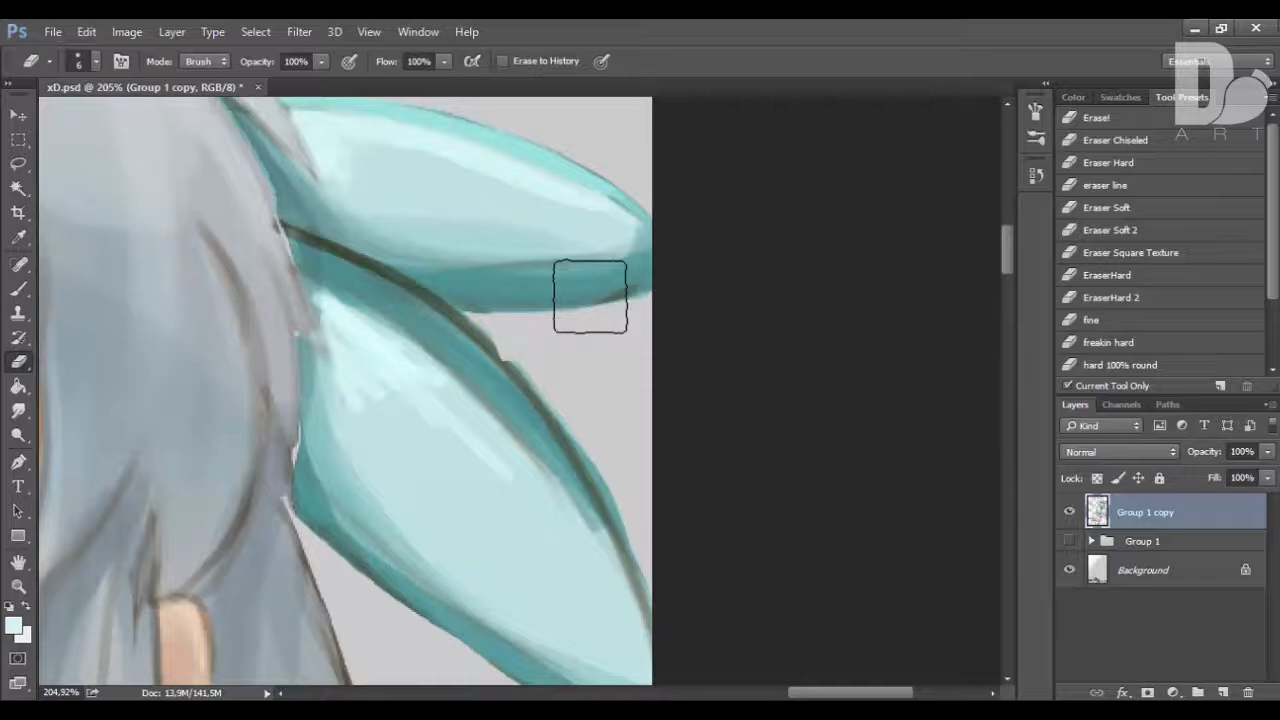 Ps File Edit Image Layer Type Select Filter 3D View Window Help
6 Mode: Brush Opacity: 100% Flow: 100% Erase to History Essentials
xD.psd @ 205% (Group 1 copy, RGB/8) * ×
Color Swatches Tool Presets
D
ART
Erase!
Eraser Chiseled
Eraser Hard
eraser line
Eraser Soft
Eraser Soft 2
Eraser Square Texture
EraserHard
EraserHard 2
fine
freakin hard
hard 100% round
Current Tool Only
Layers Channels Paths
Kind
Normal Opacity: 100%
Lock: Fill: 100%
Group 1 copy
Group 1
Background
204,92% Doc: 13,9M/141,5M